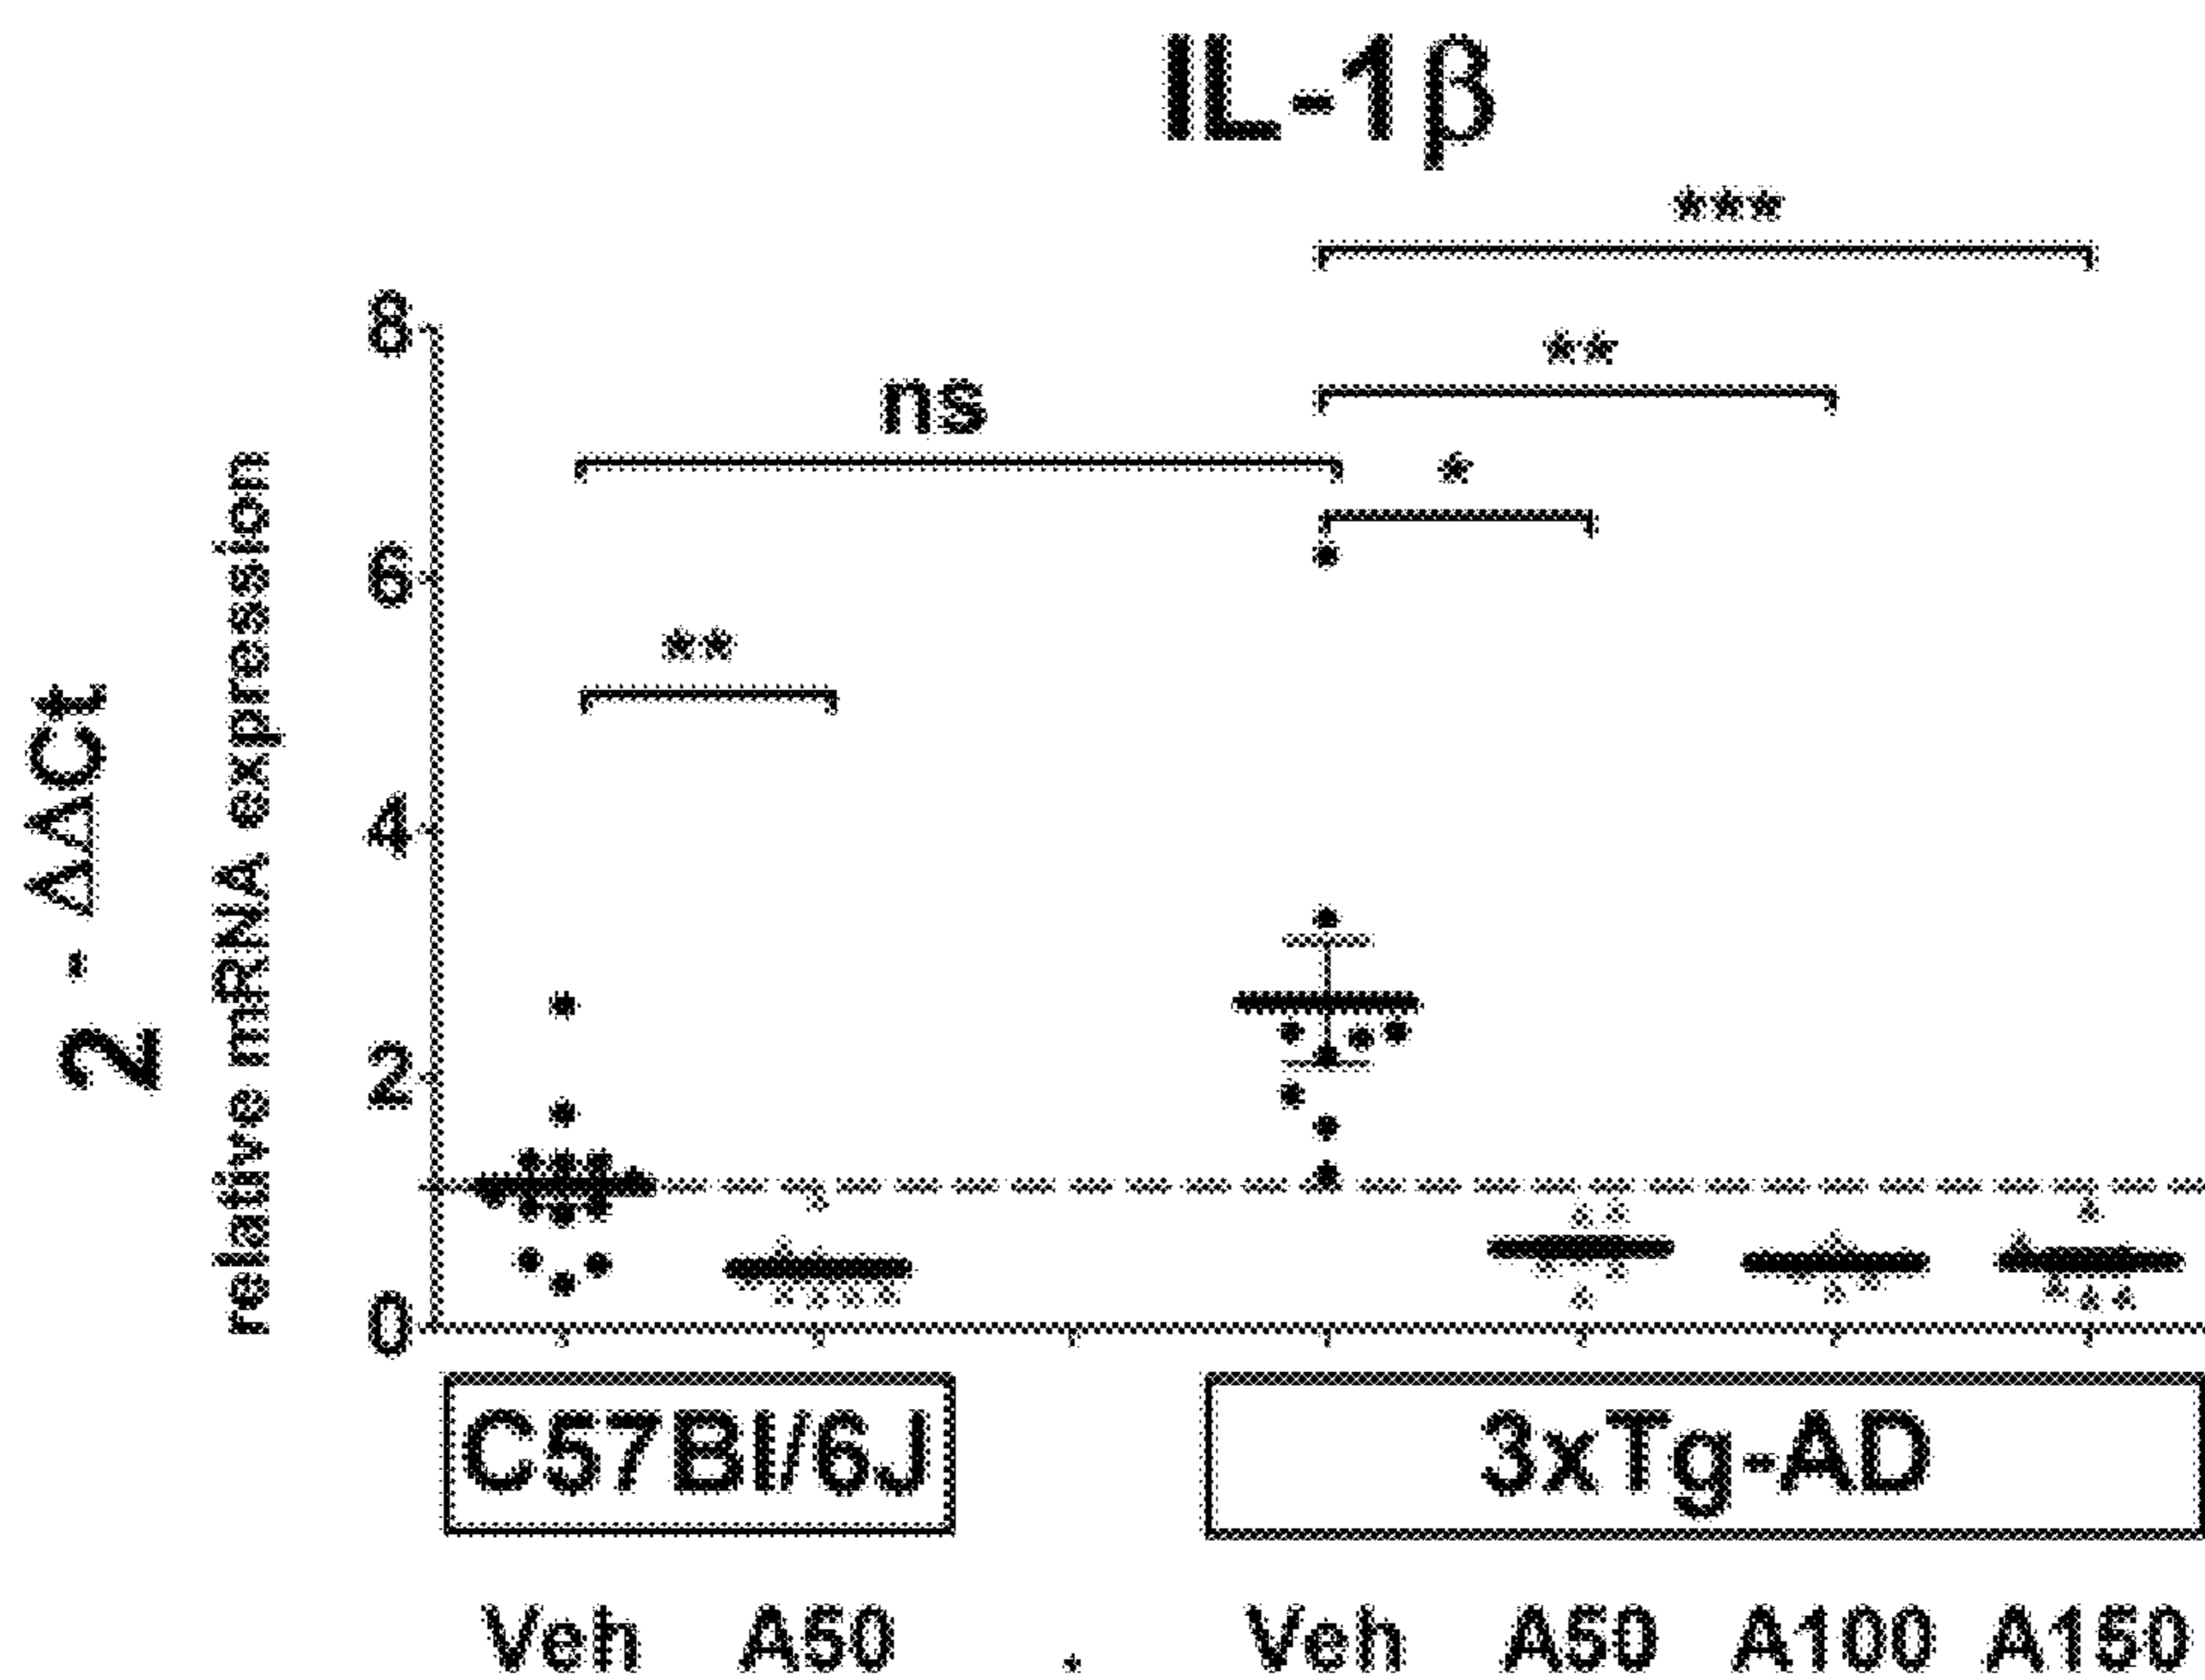 IL-1β
***
**
ns
*
**
2 - ΔΔCt
relative mRNA expression
8
6
4
2
0
C57Bl/6J
3xTg-AD
Veh A50 . Veh A50 A100 A150